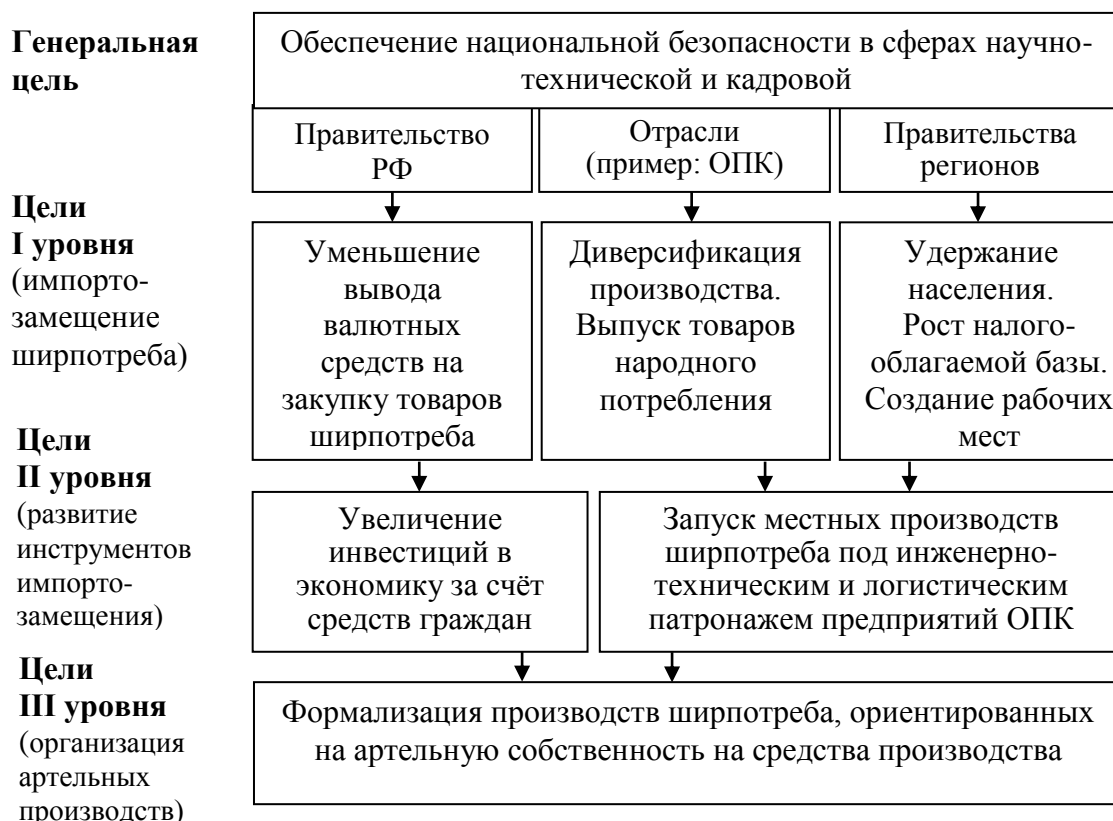 Генеральная
цель
Обеспечение национальной безопасности в сферах научно-
технической и кадровой
Правительство
РФ
Отрасли
(пример: ОПК)
Правительства
регионов
Цели
I уровня
(импорто-
замещение
ширпотреба)
Уменьшение
вывода
валютных
средств на
закупку товаров
ширпотреба
Диверсификация
производства.
Выпуск товаров
народного
потребления
Удержание
населения.
Рост налого-
облагаемой базы.
Создание рабочих
мест
Цели
II уровня
(развитие
инструментов
импорто-
замещения)
Увеличение
инвестиций в
экономику за счёт
средств граждан
Запуск местных производств
ширпотреба под инженерно-
техническим и логистическим
патронажем предприятий ОПК
Цели
III уровня
(организация
артельных
производств)
Формализация производств ширпотреба, ориентированных
на артельную собственность на средства производства